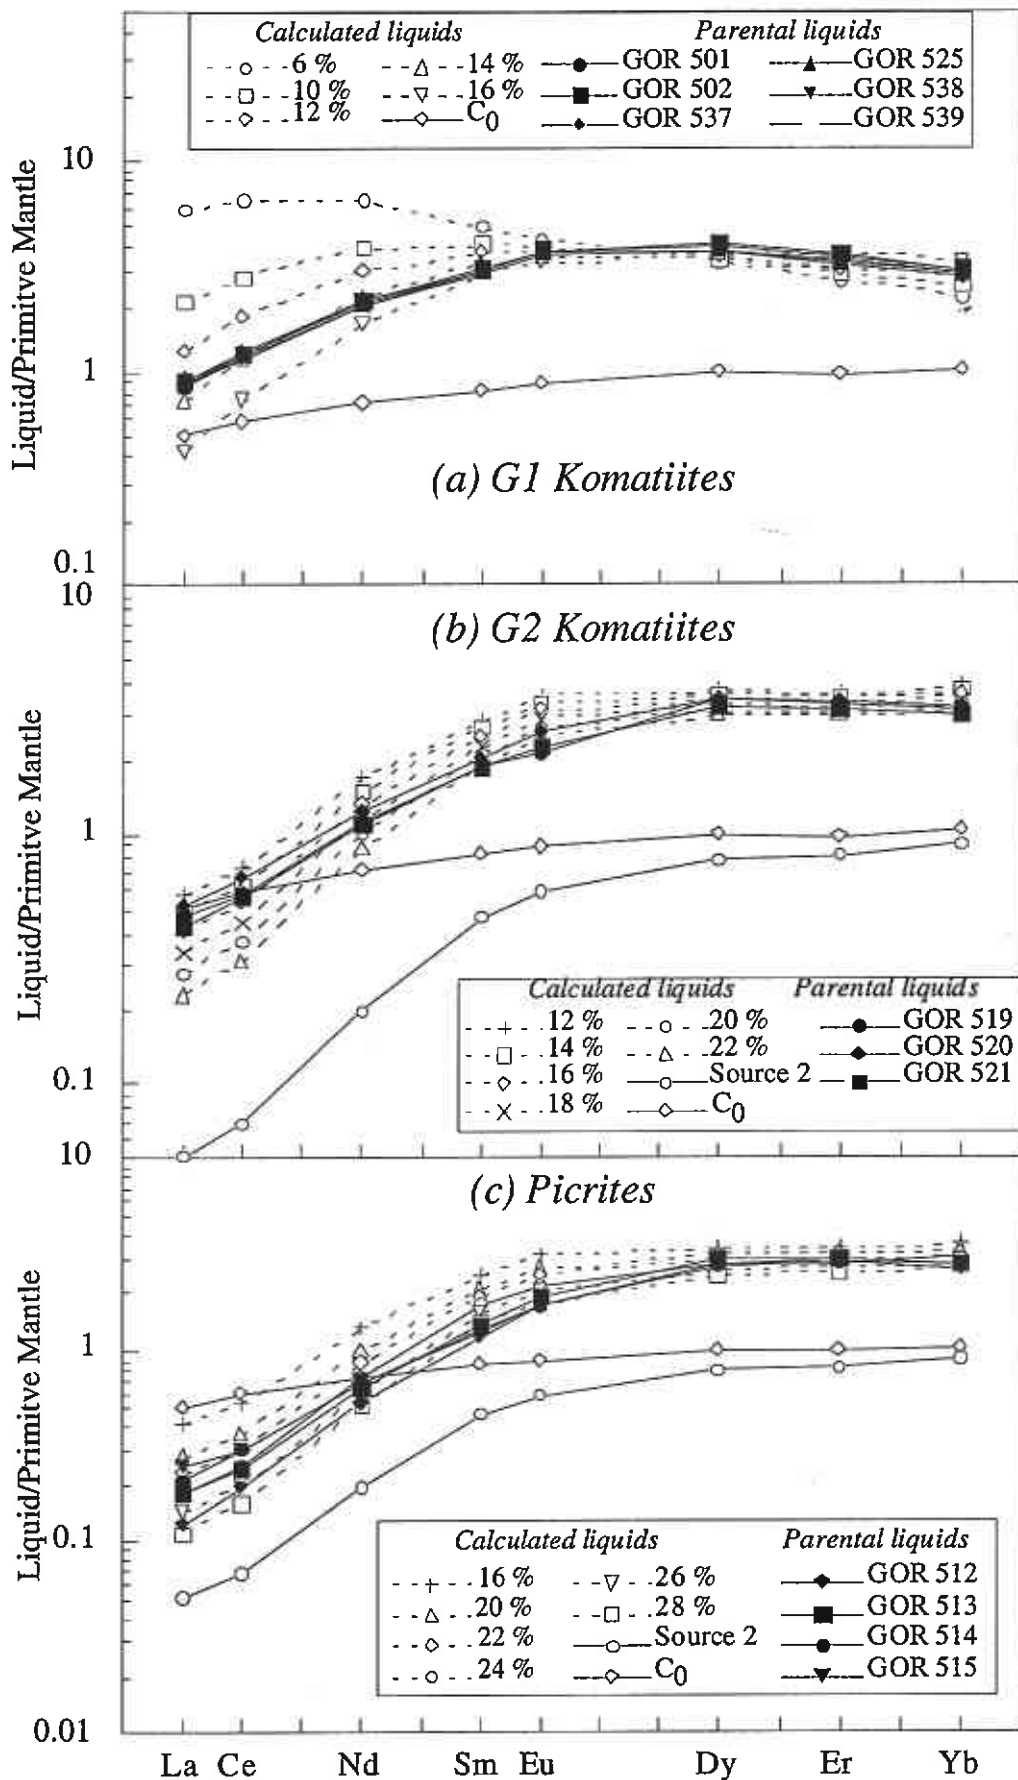 Calculated liquids Parental liquids
6 % 14 % GOR 501 GOR 525
10 % 16 % GOR 502 GOR 538
12 % C0 GOR 537 GOR 539
10
1
0.1
Liquid/Primitve Mantle
(a) G1 Komatiites
10
1
0.1
Liquid/Primitve Mantle
(b) G2 Komatiites
Calculated liquids Parental liquids
12 % 20 % GOR 519
14 % 22 % GOR 520
16 % Source 2 GOR 521
18 % C0
10
1
0.1
0.01
Liquid/Primitve Mantle
(c) Picrites
Calculated liquids Parental liquids
16 % 26 % GOR 512
20 % 28 % GOR 513
22 % Source 2 GOR 514
24 % C0 GOR 515
La Ce Nd Sm Eu Dy Er Yb